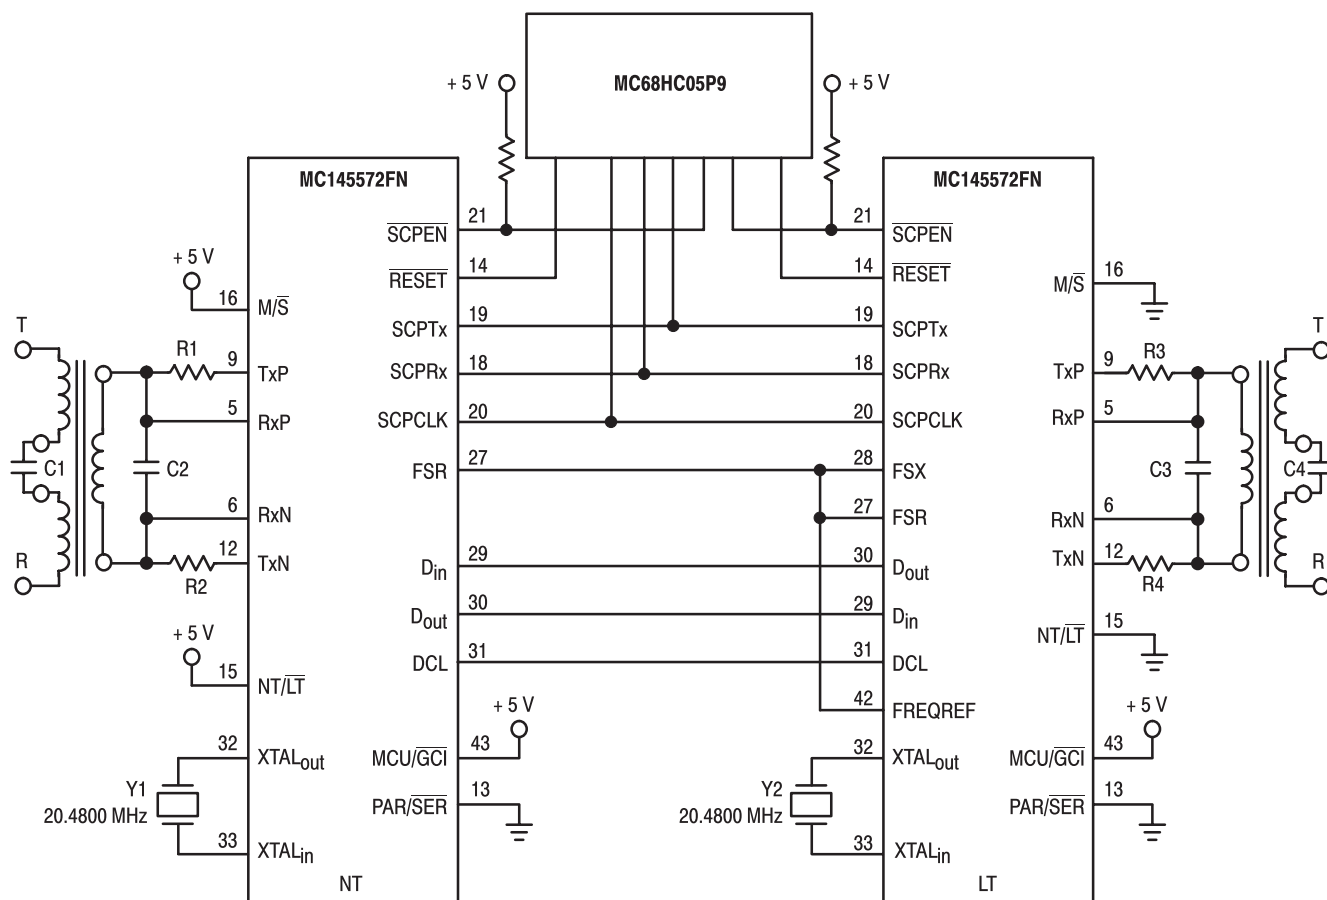 MC68HC05P9
+ 5 V
+ 5 V
MC145572FN
21
SCPEN
14
RESET
+ 5 V
16
M/S
19
SCPTx
T
R1
9
TxP
18
SCPRx
5
RxP
20
SCPCLK
C1
C2
27
FSR
6
RxN
12
TxN
R
R2
29
Din
30
Dout
+ 5 V
31
DCL
15
NT/LT
+ 5 V
32
XTALout
43
MCU/GCI
Y1
20.4800 MHz
13
PAR/SER
33
XTALin
NT
MC145572FN
21
SCPEN
14
RESET
16
M/S
19
SCPTx
T
9
R3
TxP
18
SCPRx
5
RxP
20
SCPCLK
28
FSX
C3
C4
27
FSR
6
RxN
12
TxN
R4
R
30
Dout
29
Din
15
NT/LT
31
DCL
42
FREQREF
+ 5 V
32
XTALout
43
MCU/GCI
Y2
20.4800 MHz
13
PAR/SER
33
XTALin
LT